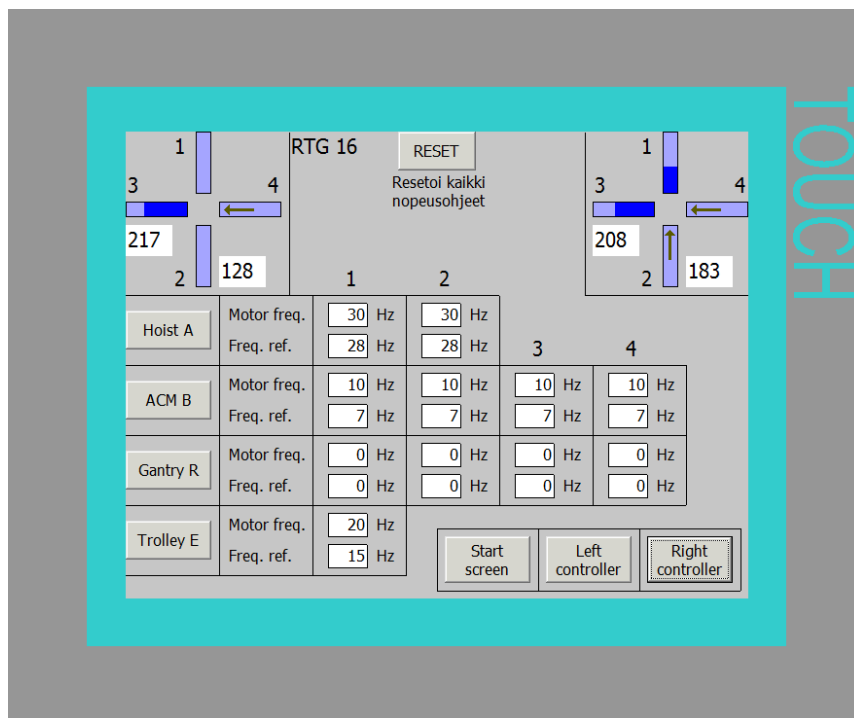 1
RTG 16
RESET
1
3
4
Resetoi kaikki
nopeusohjeet
3
4
TOUCH
217
208
2
128
1
2
2
183
Hoist A
Motor freq.
30 Hz
30 Hz
Freq. ref.
28 Hz
28 Hz
3
4
ACM B
Motor freq.
10 Hz
10 Hz
10 Hz
10 Hz
Freq. ref.
7 Hz
7 Hz
7 Hz
7 Hz
Gantry R
Motor freq.
0 Hz
0 Hz
0 Hz
0 Hz
Freq. ref.
0 Hz
0 Hz
0 Hz
0 Hz
Trolley E
Motor freq.
20 Hz
Freq. ref.
15 Hz
Start
screen
Left
controller
Right
controller